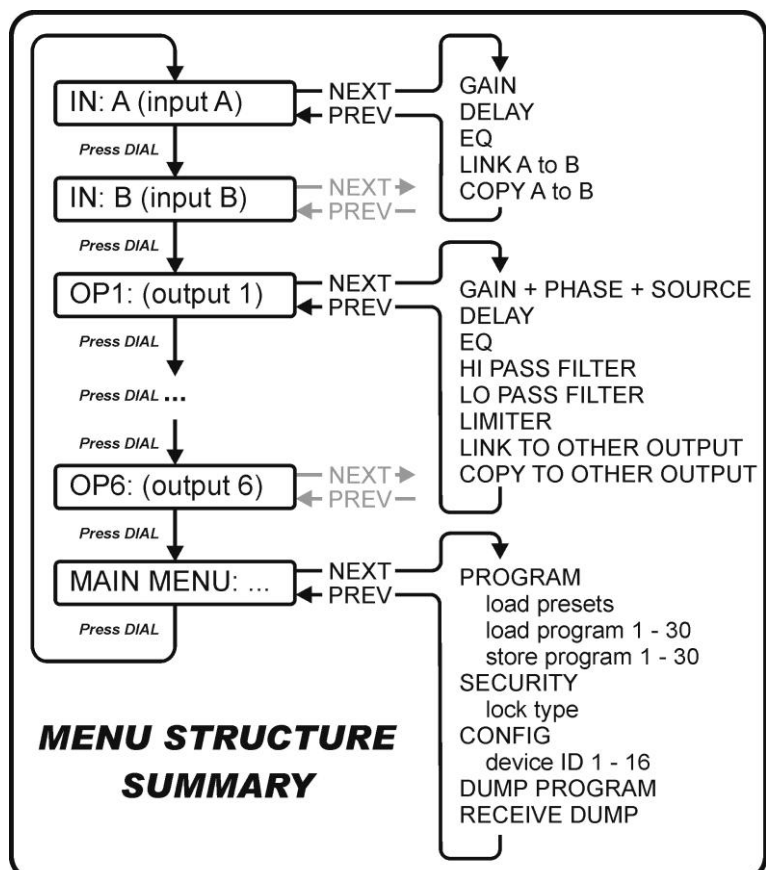 IN: A (input A)
NEXT
PREV
GAIN
DELAY
EQ
LINK A to B
COPY A to B
Press DIAL
IN: B (input B)
NEXT
PREV
Press DIAL
OP1: (output 1)
NEXT
PREV
GAIN + PHASE + SOURCE
DELAY
EQ
HI PASS FILTER
LO PASS FILTER
LIMITER
LINK TO OTHER OUTPUT
COPY TO OTHER OUTPUT
Press DIAL
Press DIAL ...
Press DIAL
OP6: (output 6)
NEXT
PREV
Press DIAL
MAIN MENU: ...
NEXT
PREV
PROGRAM
load presets
load program 1 - 30
store program 1 - 30
SECURITY
lock type
CONFIG
device ID 1 - 16
DUMP PROGRAM
RECEIVE DUMP
Press DIAL
MENU STRUCTURE
SUMMARY